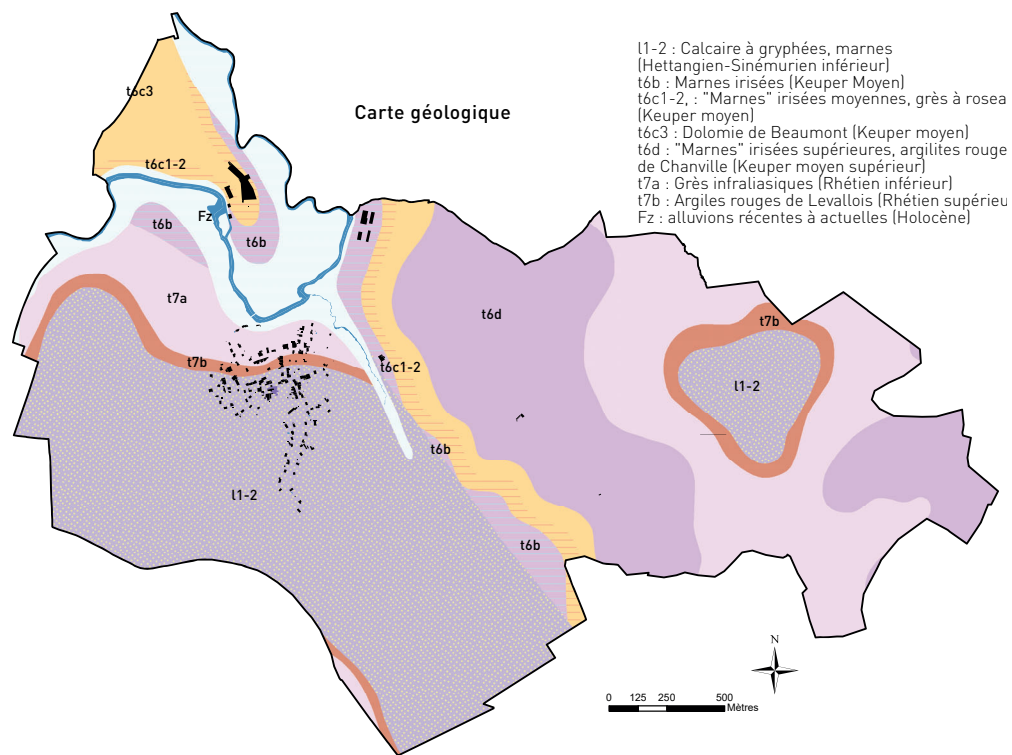 Carte géologique
l1-2 : Calcaire à gryphées, marnes
(Hettangien-Sinémurien inférieur)
t6b : Marnes irisées (Keuper Moyen)
t6c1-2, : "Marnes" irisées moyennes, grès à rosea
(Keuper moyen)
t6c3 : Dolomie de Beaumont (Keuper moyen)
t6d : "Marnes" irisées supérieures, argilites rouge
de Chanville (Keuper moyen supérieur)
t7a : Grès infraliasiques (Rhétien inférieur)
t7b : Argiles rouges de Levallois (Rhétien supérieu
Fz : alluvions récentes à actuelles (Holocène)
t6c3
t6c1-2
Fz
t6b
t6b
t7a
t6d
t7b
t7b
t6c1-2
l1-2
t6b
l1-2
t6b
N
0 125 250 500
Mètres